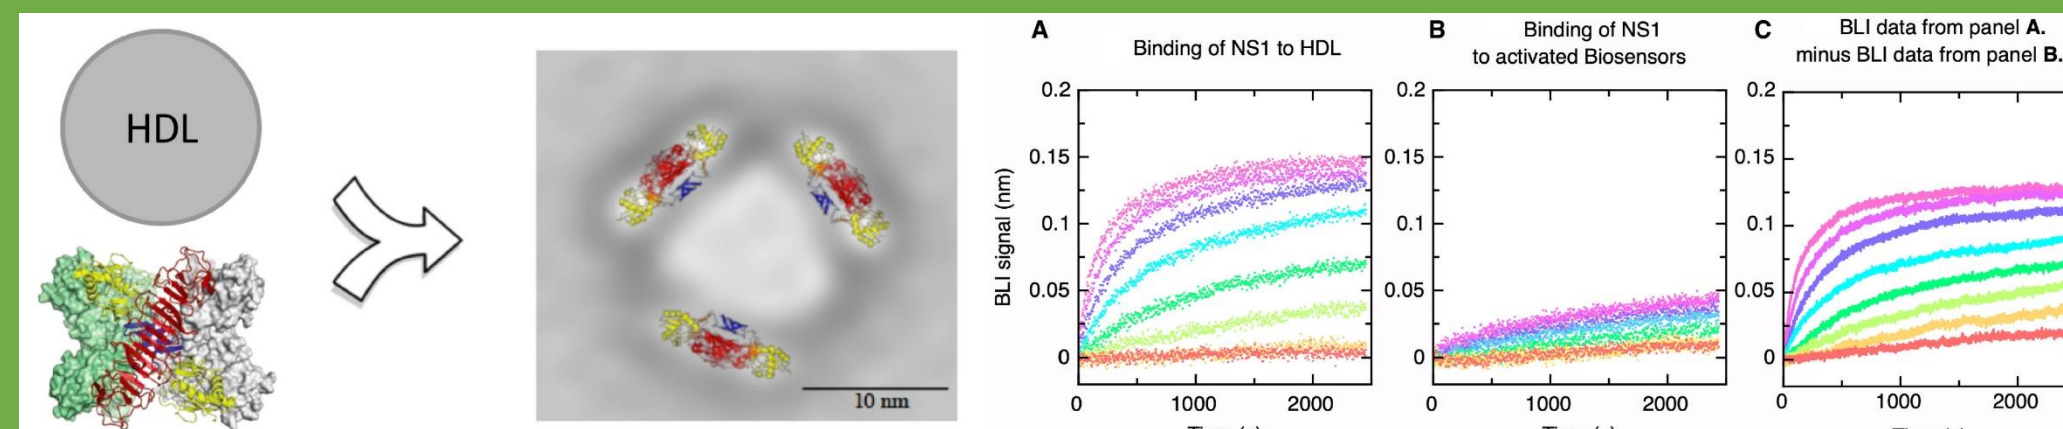 HDL
10 nm
A
Binding of NS1 to HDL
BLI signal (nm)
0.2
0.15
0.1
0.05
0
0
1000
2000
B
Binding of NS1
to activated Biosensors
0.2
0.15
0.1
0.05
0
0
1000
2000
C
BLI data from panel A.
minus BLI data from panel B.
0.2
0.15
0.1
0.05
0
0
1000
2000